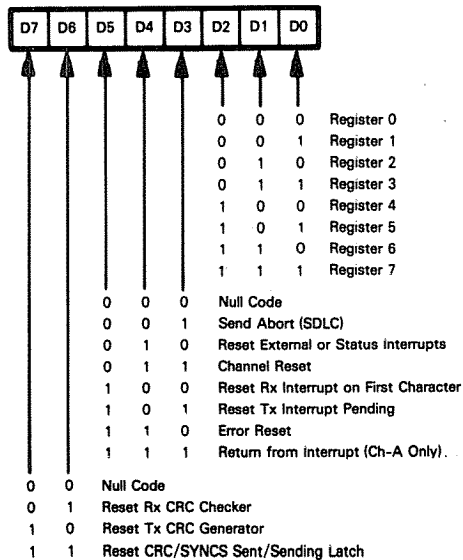 D7 D6 D5 D4 D3 D2 D1 D0
0 0 0 Register 0
0 0 1 Register 1
0 1 0 Register 2
0 1 1 Register 3
1 0 0 Register 4
1 0 1 Register 5
1 1 0 Register 6
1 1 1 Register 7
0 0 0 Null Code
0 0 1 Send Abort (SDLC)
0 1 0 Reset External or Status Interrupts
0 1 1 Channel Reset
1 0 0 Reset Rx Interrupt on First Character
1 0 1 Reset Tx Interrupt Pending
1 1 0 Error Reset
1 1 1 Return from Interrupt (Ch-A Only).
0 0 Null Code
0 1 Reset Rx CRC Checker
1 0 Reset Tx CRC Generator
1 1 Reset CRC/SYNCS Sent/Sending Latch